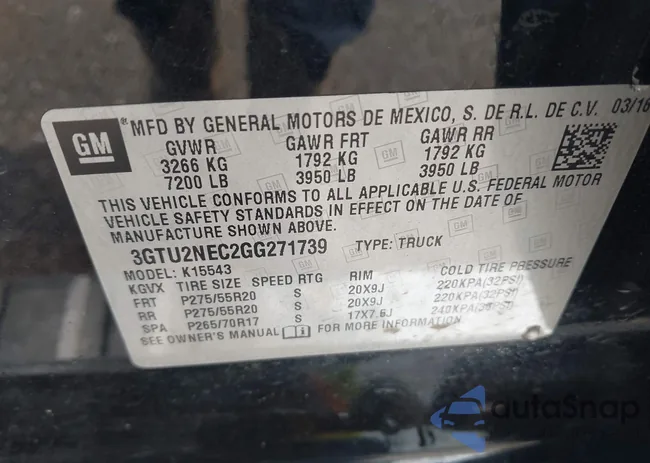 GM
®MFD BY GENERAL MOTORS DE MEXICO, S. DE R.L. DE C.V. 03/16
GVWR GAWR FRT GAWR RR
3266 KG 1792 KG 1792 KG
7200 LB 3950 LB 3950 LB
THIS VEHICLE CONFORMS TO ALL APPLICABLE U.S. FEDERAL MOTOR
VEHICLE SAFETY STANDARDS IN EFFECT ON THE DATE OF
MANUFACTURE SHOWN ABOVE.
3GTU2NEC2GG271739 TYPE: TRUCK
MODEL: K15543
KGVX TIRE SIZE SPEED RTG RIM COLD TIRE PRESSURE
FRT P275/55R20 S 20X9J 220KPA(32PSI)
RR P275/55R20 S 20X9J 220KPA(32PSI)
SPA P265/70R17 S 17X7.5J 240KPA(35PSI)
SEE OWNER'S MANUAL FOR MORE INFORMATION
autoSnap